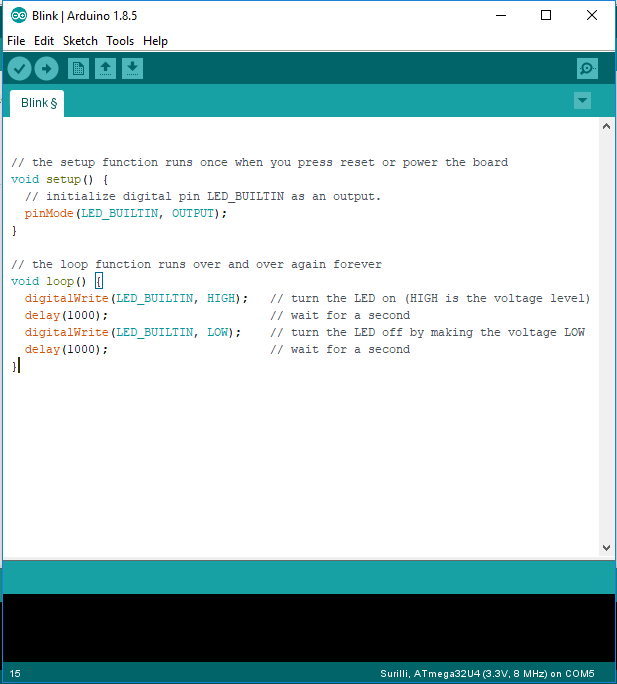 Blink | Arduino 1.8.5
File Edit Sketch Tools Help
Blink §
// the setup function runs once when you press reset or power the board
void setup() {
  // initialize digital pin LED_BUILTIN as an output.
  pinMode(LED_BUILTIN, OUTPUT);
}
// the loop function runs over and over again forever
void loop() {
  digitalWrite(LED_BUILTIN, HIGH);   // turn the LED on (HIGH is the voltage level)
  delay(1000);                       // wait for a second
  digitalWrite(LED_BUILTIN, LOW);    // turn the LED off by making the voltage LOW
  delay(1000);                       // wait for a second
}
15 Surilli, ATmega32U4 (3.3V, 8 MHz) on COM5